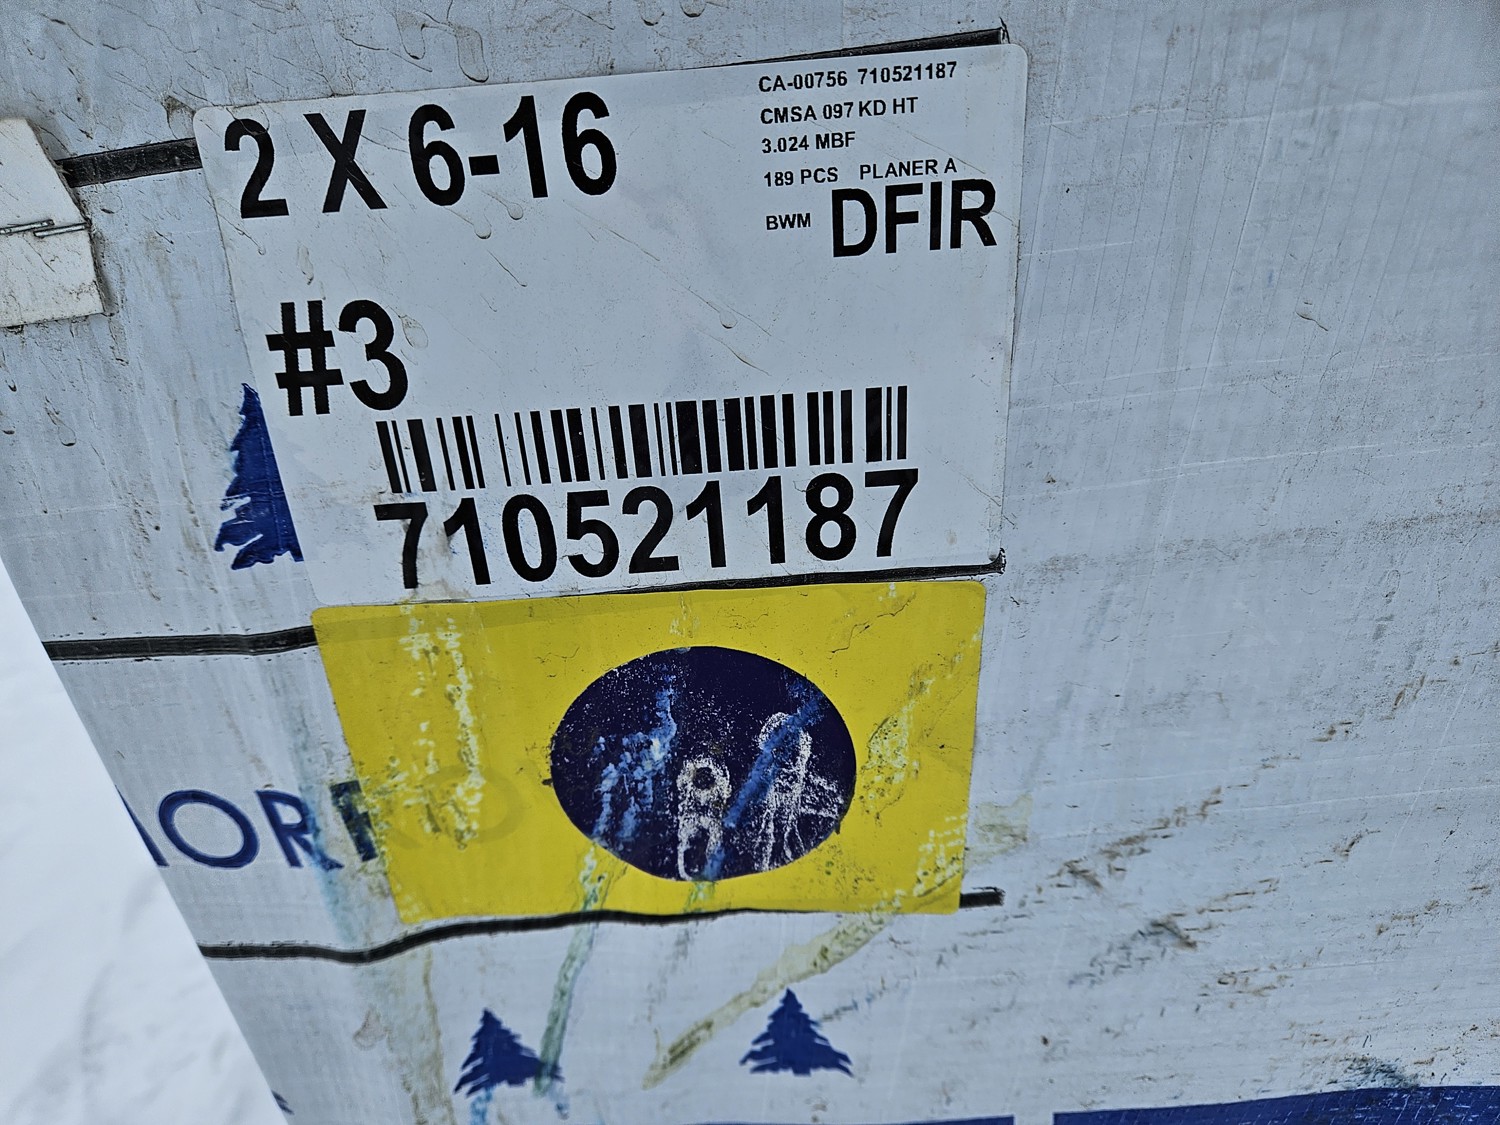 2 X 6-16
CA-00756 710521187
CMSA 097 KD HT
3.024 MBF
189 PCS PLANER A
BWM DFIR
#3
710521187